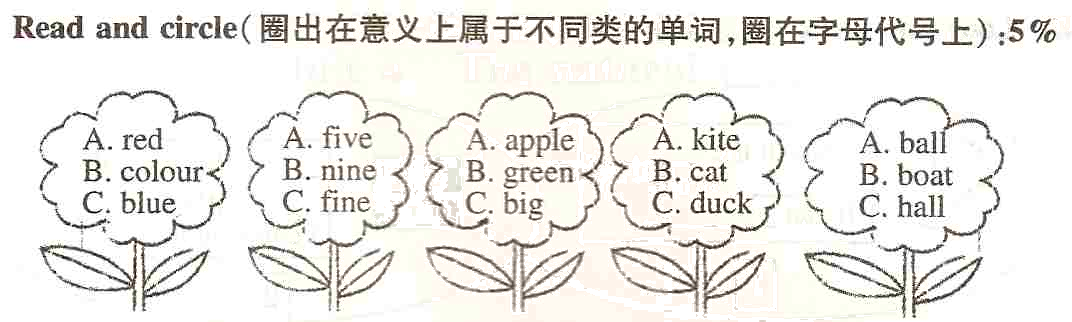 Read and circle(圈出在意义上属于不同类的单词,圈在字母代号上):5%
A. red
B. colour
C. blue
A. five
B. nine
C. fine
A. apple
B. green
C. big
A. kite
B. cat
C. duck
A. ball
B. boat
C. hall